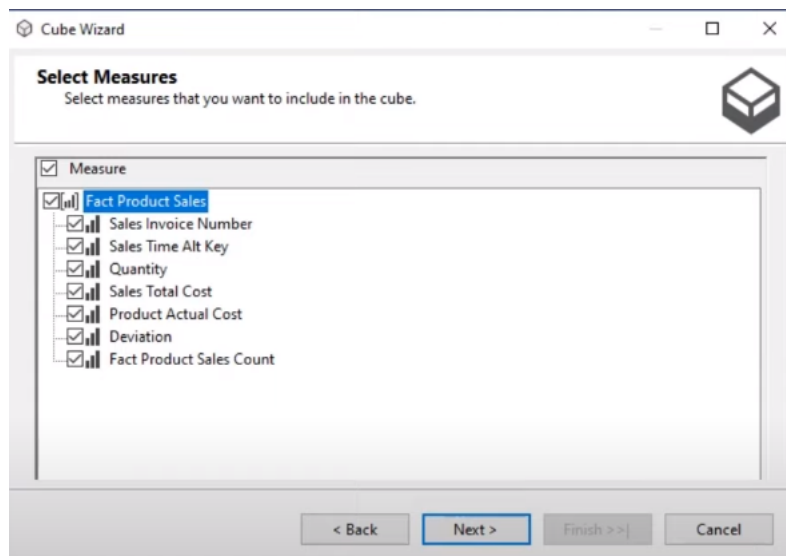 Cube Wizard
Select Measures
Select measures that you want to include in the cube.
Measure
Fact Product Sales
Sales Invoice Number
Sales Time Alt Key
Quantity
Sales Total Cost
Product Actual Cost
Deviation
Fact Product Sales Count
< Back Next > Finish >>| Cancel